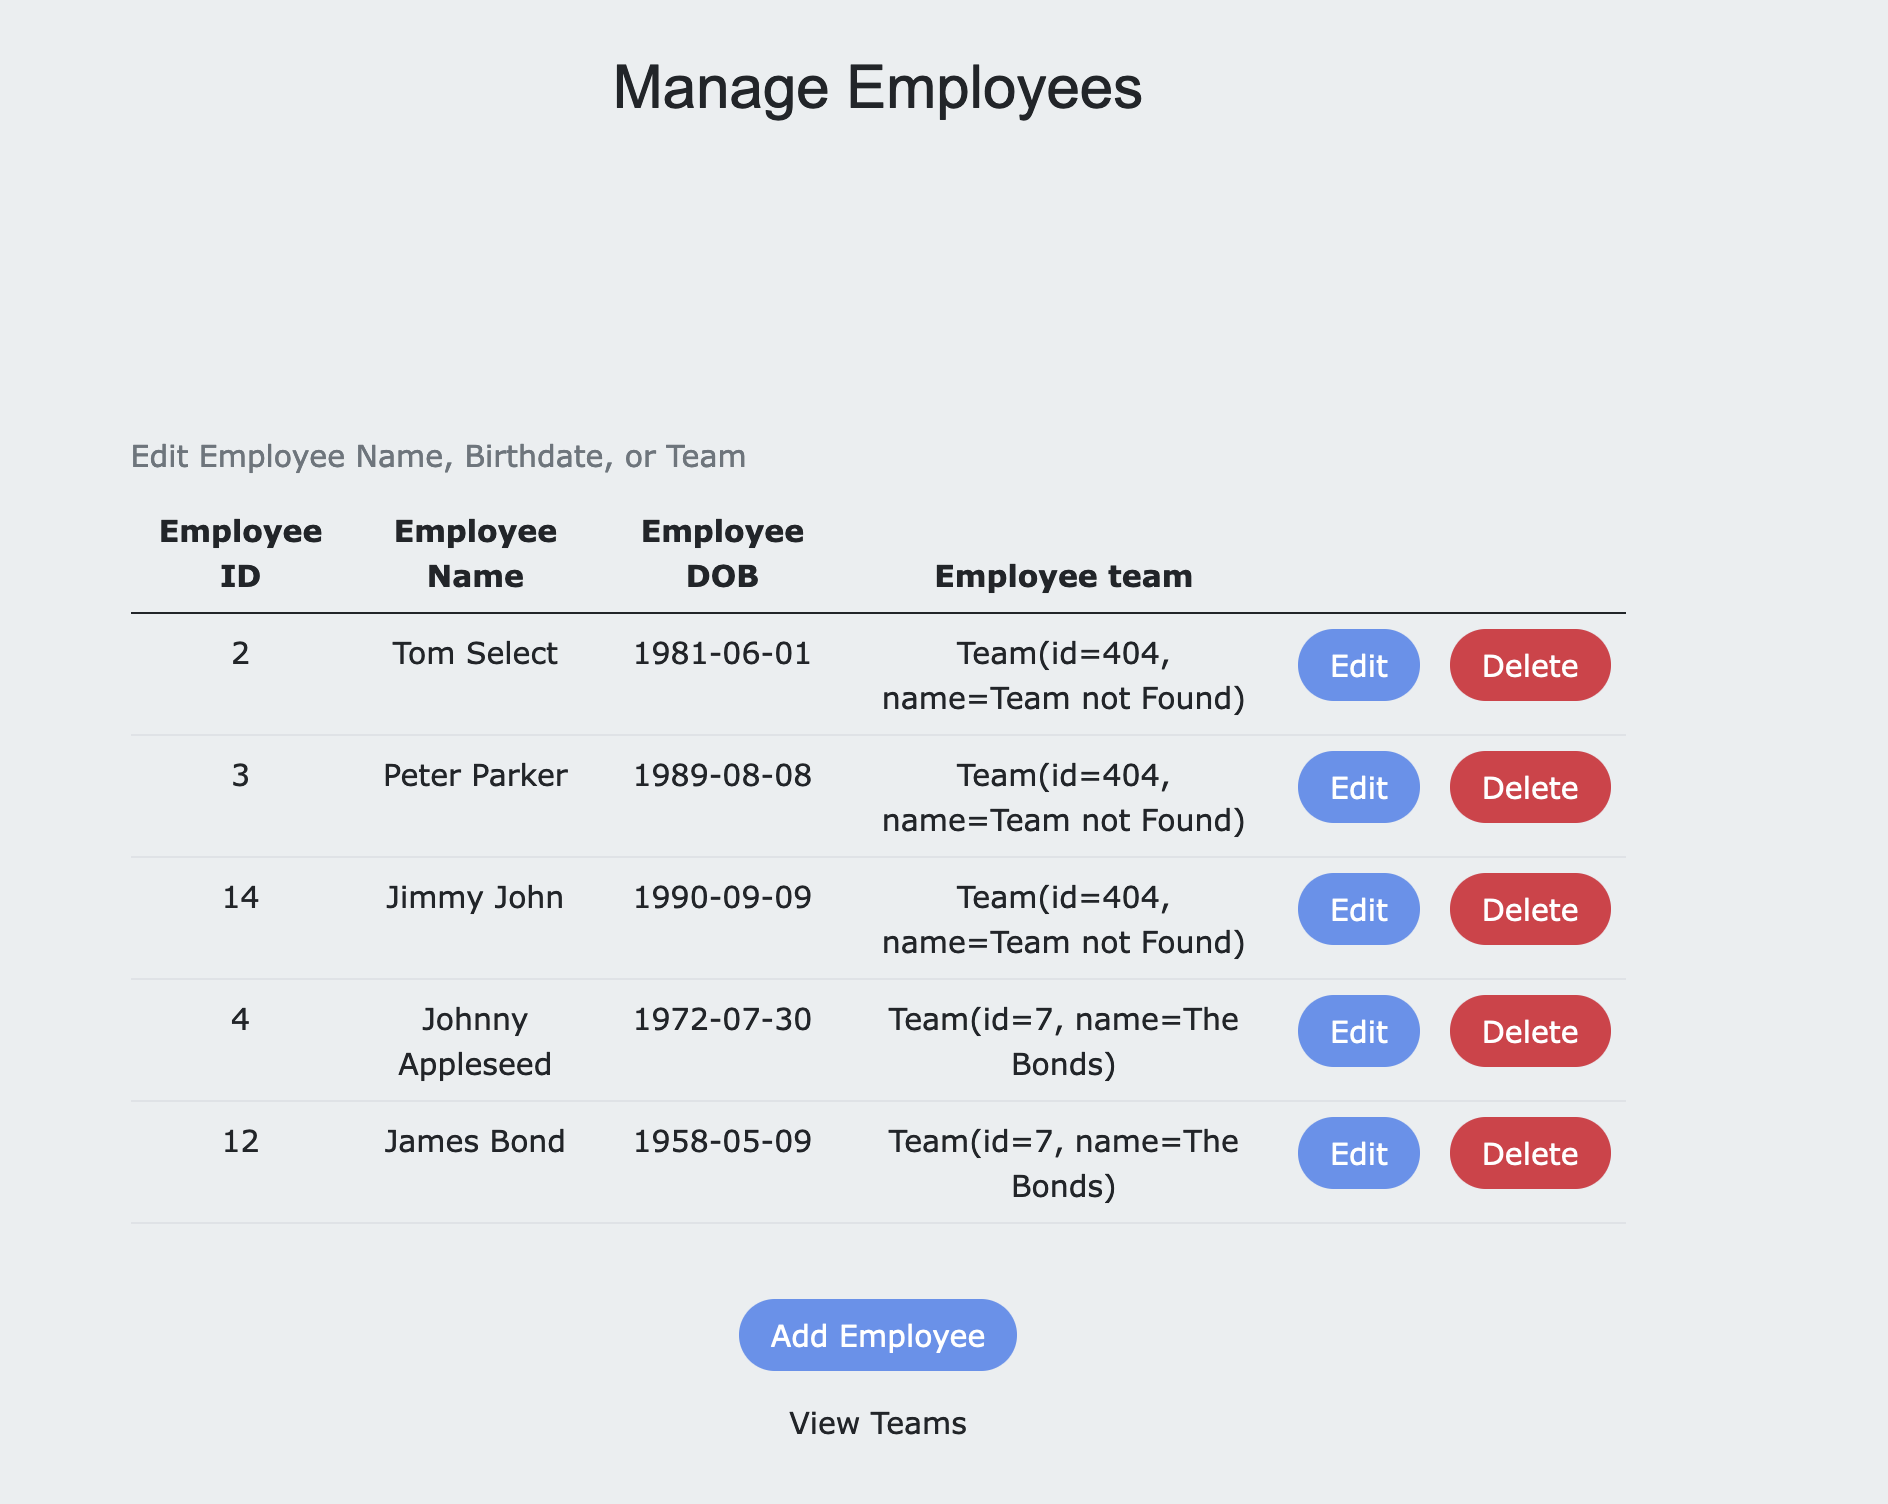 Manage Employees
Edit Employee Name, Birthdate, or Team
Employee ID Employee Name Employee DOB Employee team
2 Tom Select 1981-06-01 Team(id=404, name=Team not Found) Edit Delete
3 Peter Parker 1989-08-08 Team(id=404, name=Team not Found) Edit Delete
14 Jimmy John 1990-09-09 Team(id=404, name=Team not Found) Edit Delete
4 Johnny Appleseed 1972-07-30 Team(id=7, name=The Bonds) Edit Delete
12 James Bond 1958-05-09 Team(id=7, name=The Bonds) Edit Delete
Add Employee
View Teams